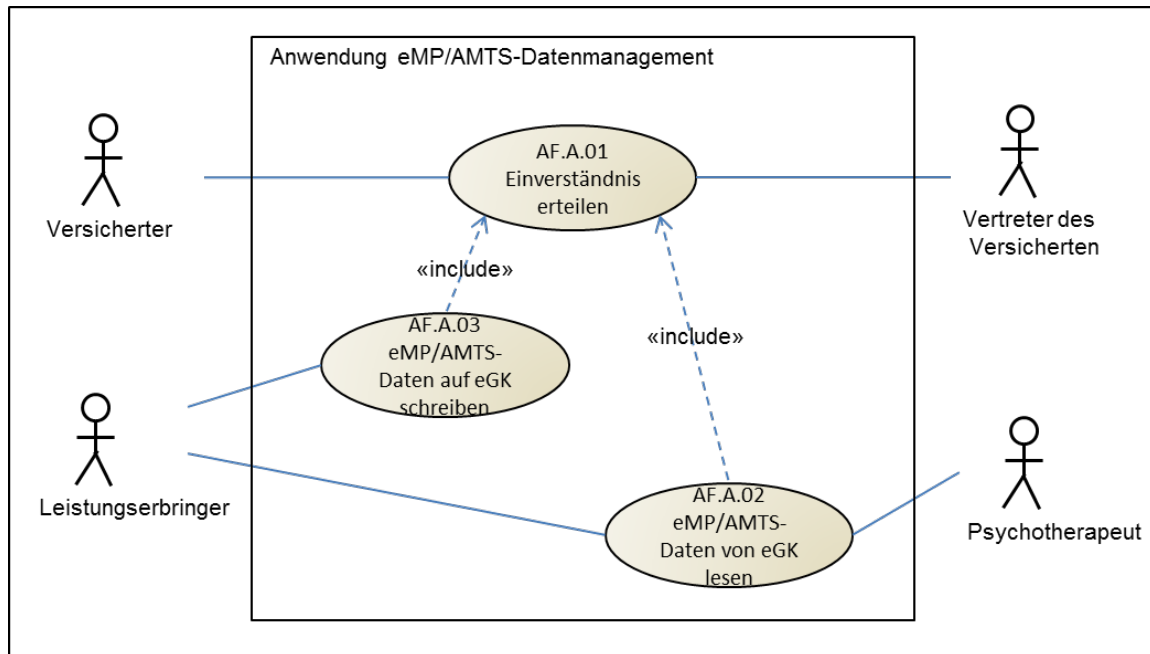 Anwendung eMP/AMTS-Datenmanagement
AF.A.01
Einverständnis
erteilen
Versicherter
Vertreter des
Versicherten
«include»
AF.A.03
eMP/AMTS-
Daten auf eGK
schreiben
«include»
Leistungserbringer
AF.A.02
eMP/AMTS-
Daten von eGK
lesen
Psychotherapeut